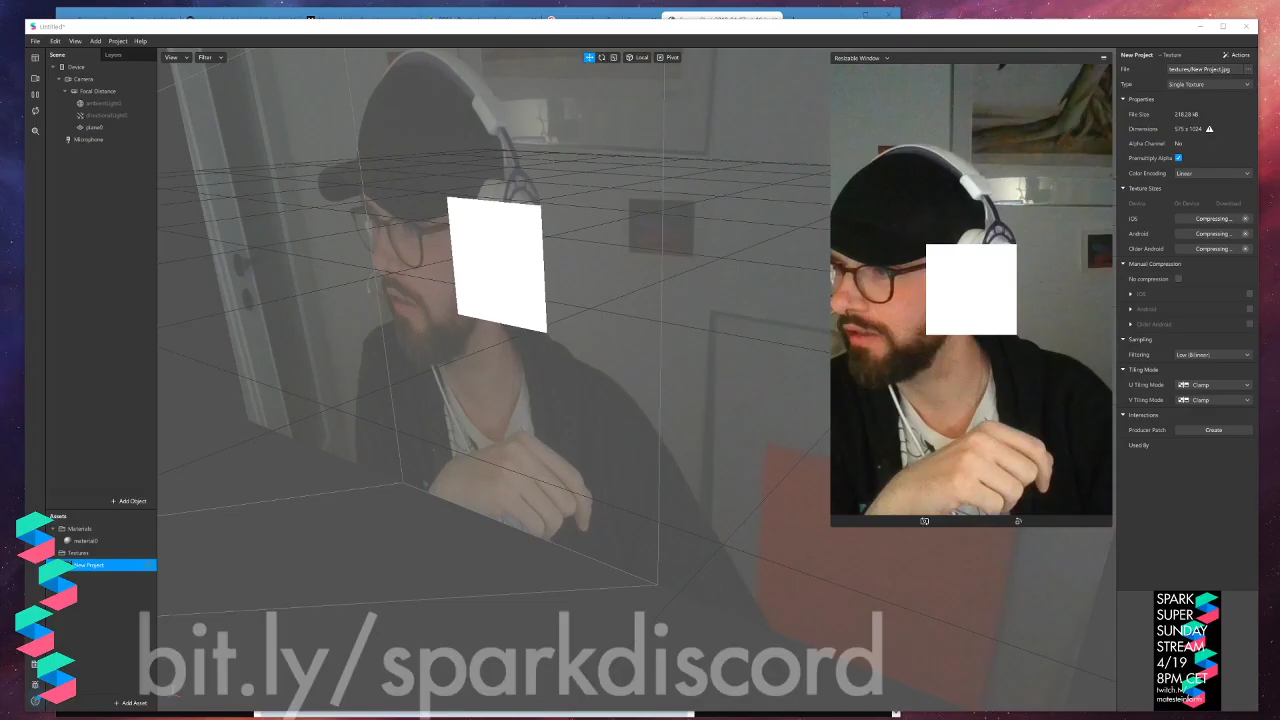 Untitled*
File Edit View Add Project Help
Scene Layers
Device
Camera
Focal Distance
ambientLight0
directionalLight0
plane0
Microphone
+ Add Object
Assets
Materials
material0
Textures
New Project
+ Add Asset
View Filter Local Pivot
Resizable Window
New Project – Texture Actions
File textures/New Project.jpg
Type Single Texture
Properties
File Size 218.28 kB
Dimensions 575 x 1024
Alpha Channel No
Premultiply Alpha
Color Encoding Linear
Texture Sizes
Device On Device Download
iOS Compressing...
Android Compressing...
Older Android Compressing...
Manual Compression
No compression
iOS
Android
Older Android
Sampling
Filtering Low (Bilinear)
Tiling Mode
U Tiling Mode Clamp
V Tiling Mode Clamp
Interactions
Producer Patch Create
Used By
bit.ly/sparkdiscord
SPARK
SUPER
SUNDAY
STREAM
4/19
8PM CET
twitch.tv/
matesteinforth